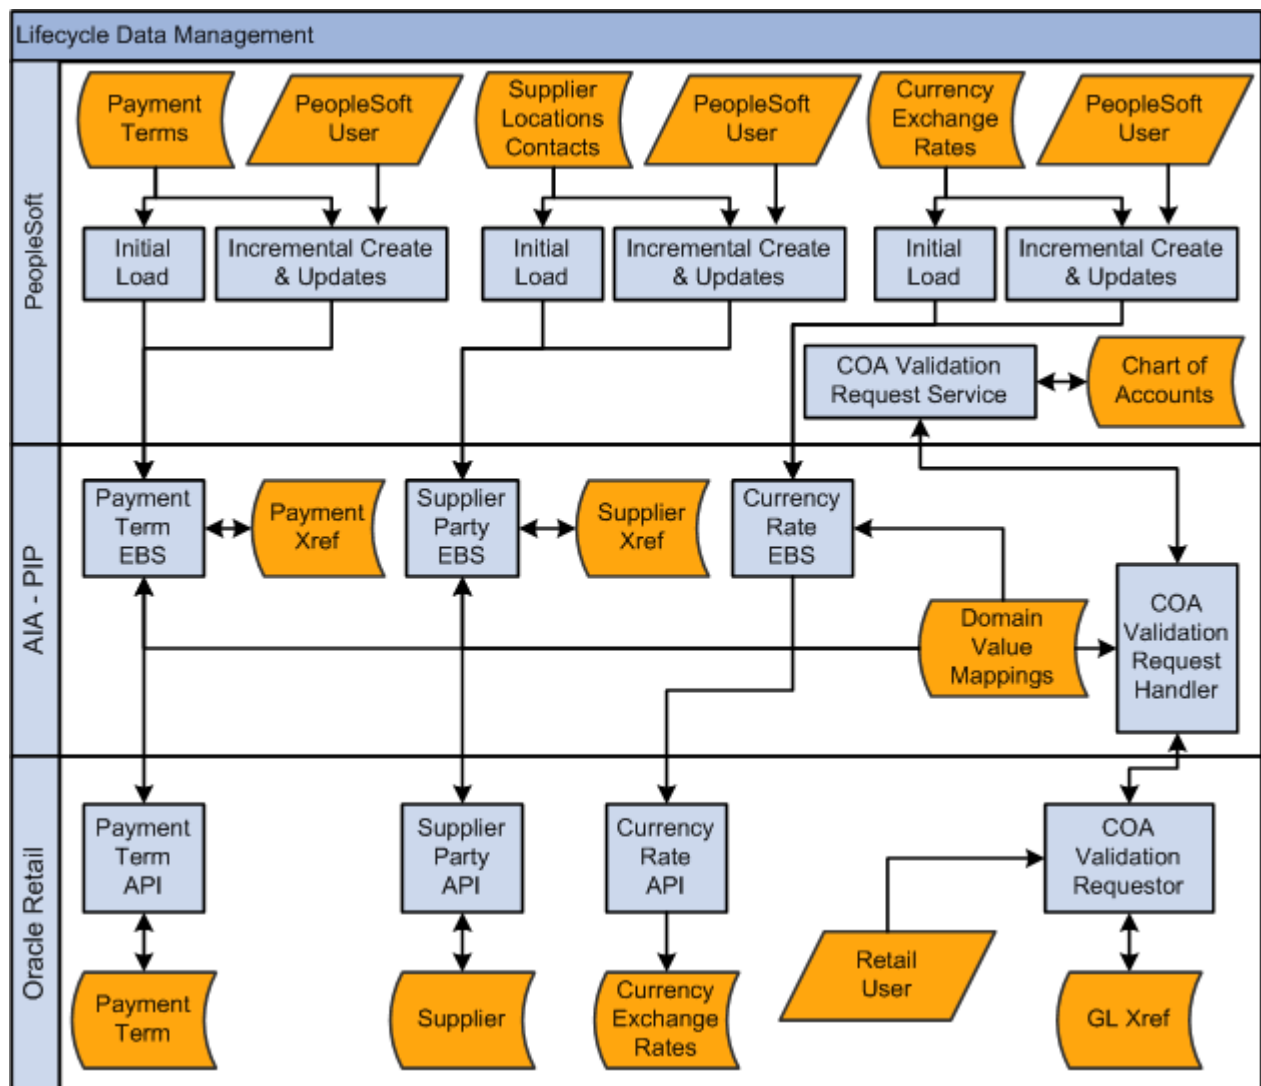 Lifecycle Data Management
PeopleSoft
Payment
Terms
PeopleSoft
User
Supplier
Locations
Contacts
PeopleSoft
User
Currency
Exchange
Rates
PeopleSoft
User
Initial
Load
Incremental Create
& Updates
Initial
Load
Incremental Create
& Updates
Initial
Load
Incremental Create
& Updates
COA Validation
Request Service
Chart of
Accounts
AIA - PIP
Payment
Term
EBS
Payment
Xref
Supplier
Party
EBS
Supplier
Xref
Currency
Rate
EBS
Domain
Value
Mappings
COA
Validation
Request
Handler
Oracle Retail
Payment
Term
API
Supplier
Party
API
Currency
Rate
API
COA
Validation
Requestor
Payment
Term
Supplier
Currency
Exchange
Rates
Retail
User
GL Xref